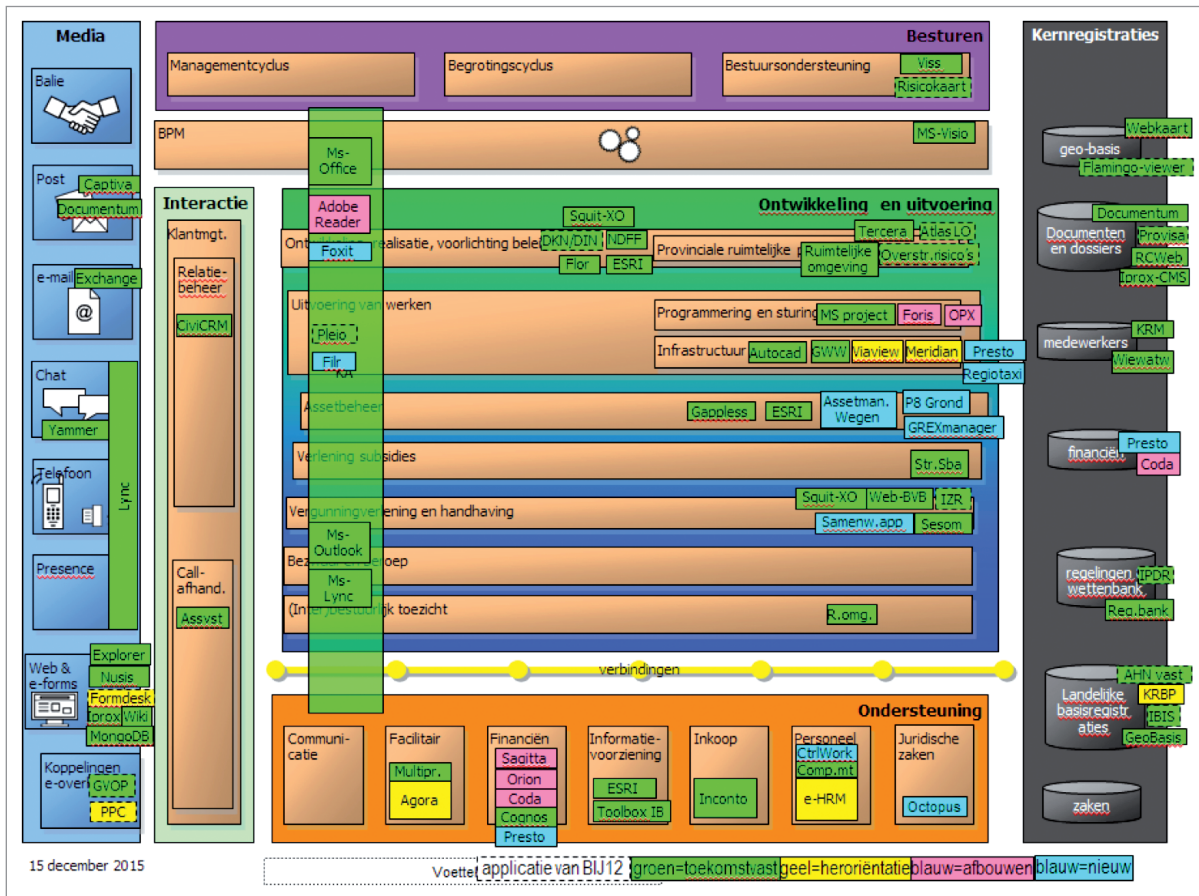 Media
Balie
Post
Captiva
Documentum
e-mail
Exchange
@
Chat
Yammer
Telefoon
Lync
Presence
Web &
e-forms
Explorer
Nusis
Formdesk
Iprox
Wiki
MongoDB
Koppelingen
e-over
GVOP
PPC
Besturen
Managementcyclus
Begrotingscyclus
Bestuursondersteuning
Viss
Risicokaart
BPM
MS-Visio
Ms-
Office
Adobe
Reader
Foxit
Pleio
Filr
KA
Ms-
Outlook
Ms-
Lync
Interactie
Klantmgt.
Relatie-
beheer
CiviCRM
Call-
afhand.
Assyst
Ontwikkeling en uitvoering
Squit-XO
realisatie, voorlichting
DKN/DIN
NDFF
Flor
ESRI
Provinciale ruimtelijke
Tercera
Atlas LO
Ruimtelijke
omgeving
Overstr.risico's
Uitvoering van werken
Programmering en sturing
MS project
Foris
OPX
Infrastructuur
Autocad
GWW
Viaview
Meridian
Presto
Regiotaxi
Assetbeheer
Gappless
ESRI
Assetman.
Wegen
P8 Grond
GREXmanager
Verlening subsidies
Str.Sba
Vergunningverlening en handhaving
Squit-XO
Web-BVB
IZR
Samenw.app
Sesom
(Inter)bestuurlijk toezicht
R.omg.
verbindingen
Ondersteuning
Communi-
catie
Facilitair
Multipr.
Agora
Financiën
Sagitta
Orion
Coda
Cognos
Presto
Informatie-
voorziening
ESRI
Toolbox IB
Inkoop
Inconto
Personeel
CtrlWork
Comp.mt
e-HRM
Juridische
zaken
Octopus
Kernregistraties
Webkaart
geo-basis
Flamingo-viewer
Documentum
Documenten
en dossiers
Provisa
RCWeb
Iprox-CMS
KRM
medewerkers
Wiewatw
financiën
Presto
Coda
regelingen
wettenbank
IPDR
Reg.bank
AHN vast
Landelijke
basisregistr
aties
KRBP
IBIS
GeoBasis
zaken
15 december 2015
Voettel
applicatie van BIJ12
groen=toekomstvast
geel=heroriëntatie
blauw=afbouwen
blauw=nieuw